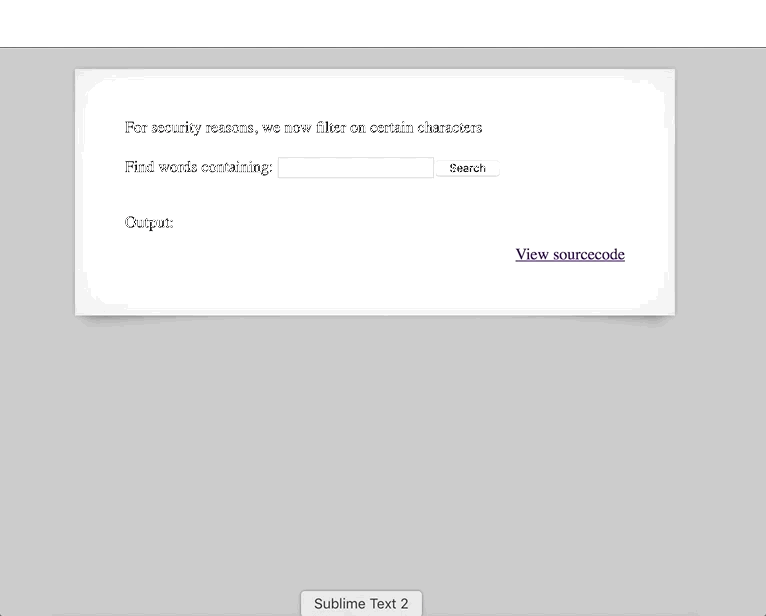 For security reasons, we now filter on certain characters
Find words containing: Search
Output:
View sourcecode
Sublime Text 2